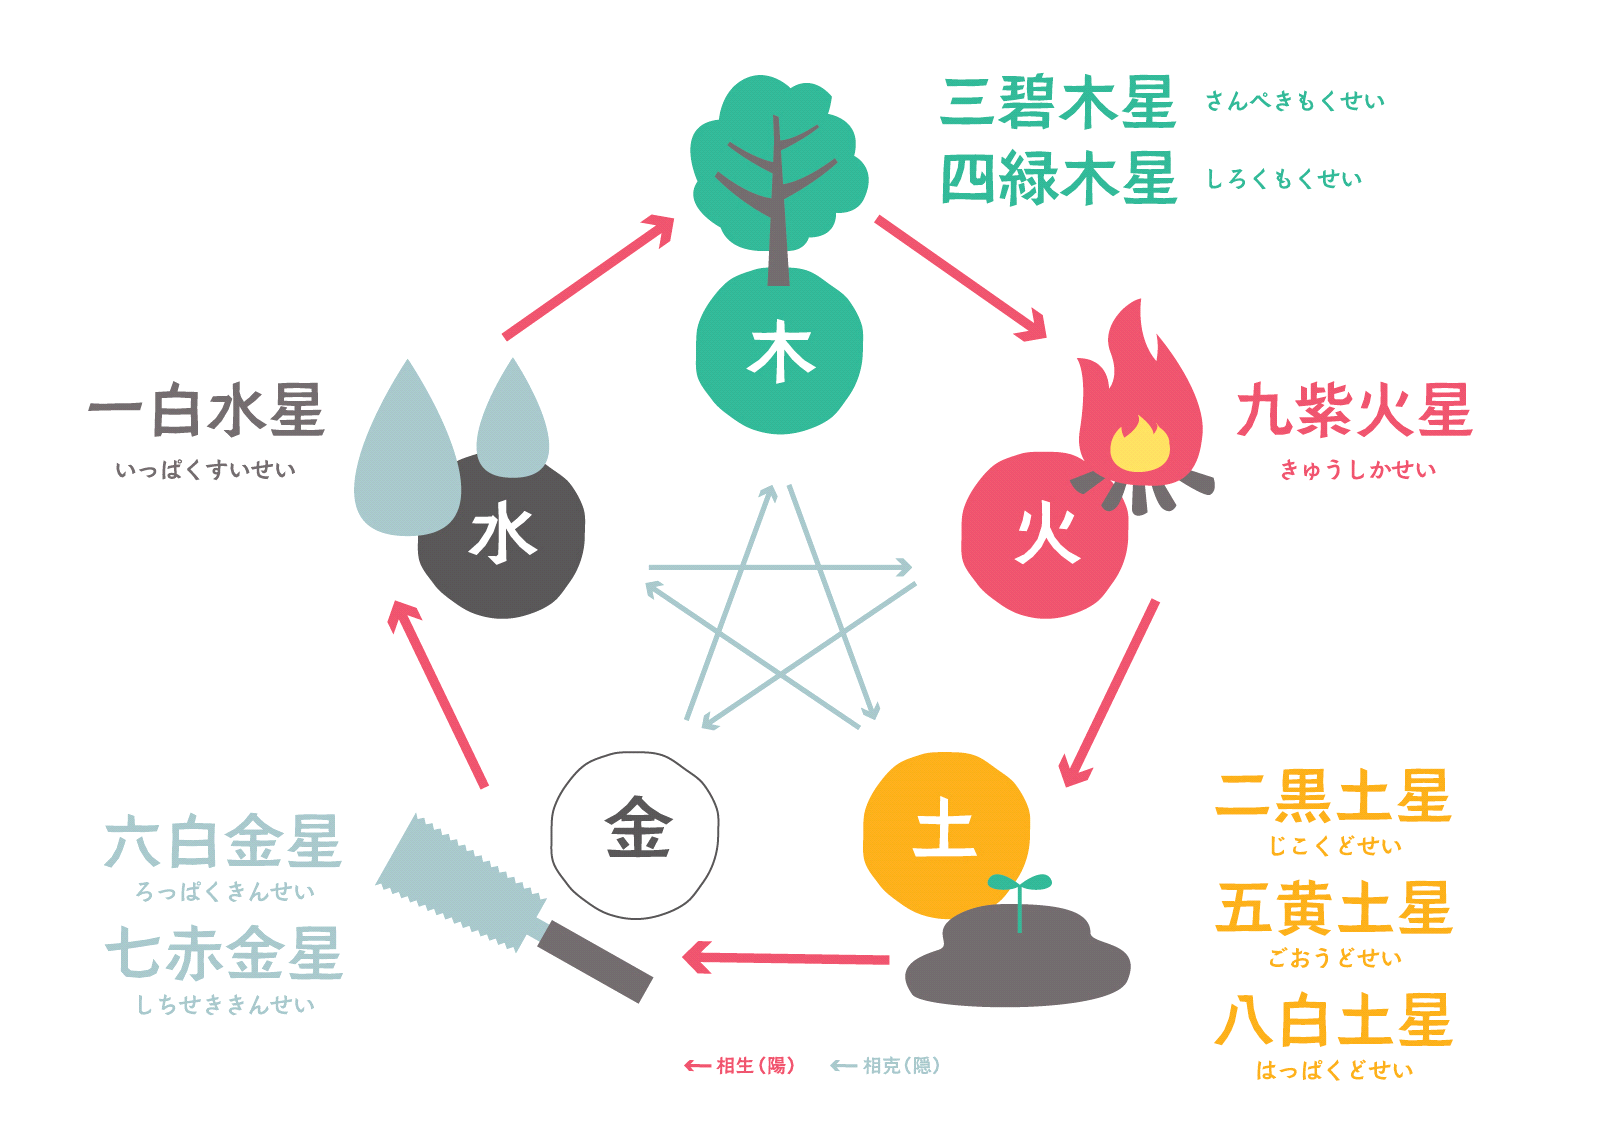 三碧木星 さんぺきもくせい
四緑木星 しろくもくせい
木
一白水星
いっぱくすいせい
水
九紫火星
きゅうしかせい
火
六白金星
ろっぱくきんせい
七赤金星
しちせききんせい
金
土
二黒土星
じこくどせい
五黄土星
ごおうどせい
八白土星
はっぱくどせい
相生（陽） 相克（隠）